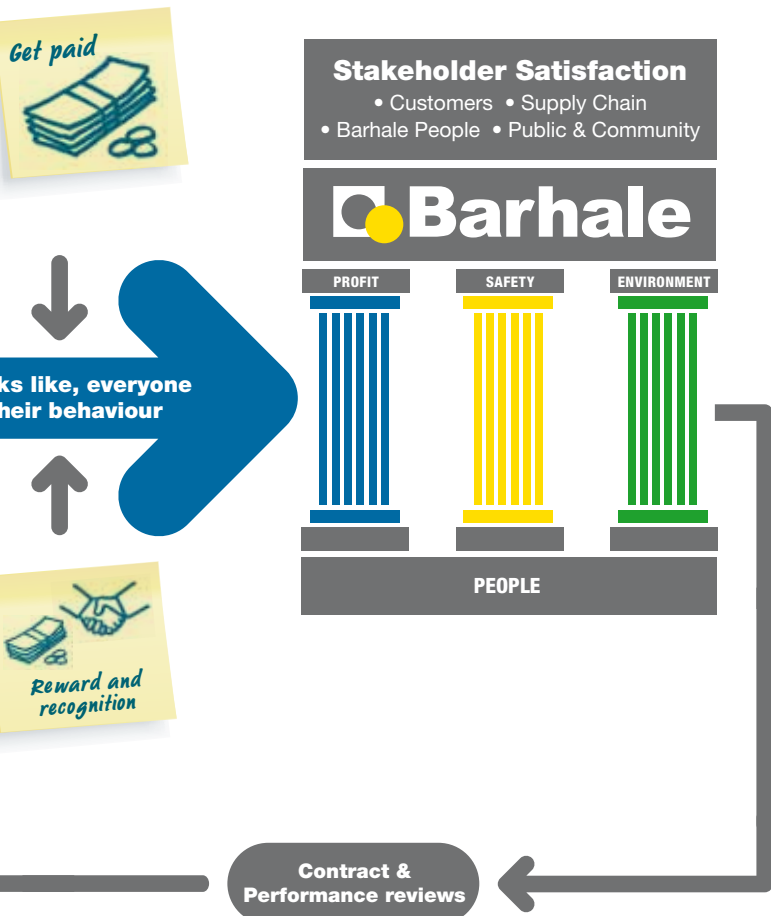 Get paid
Stakeholder Satisfaction
• Customers • Supply Chain
• Barhale People • Public & Community
Barhale
PROFIT
SAFETY
ENVIRONMENT
ks like, everyone
heir behaviour
PEOPLE
Reward and
recognition
Contract &
Performance reviews